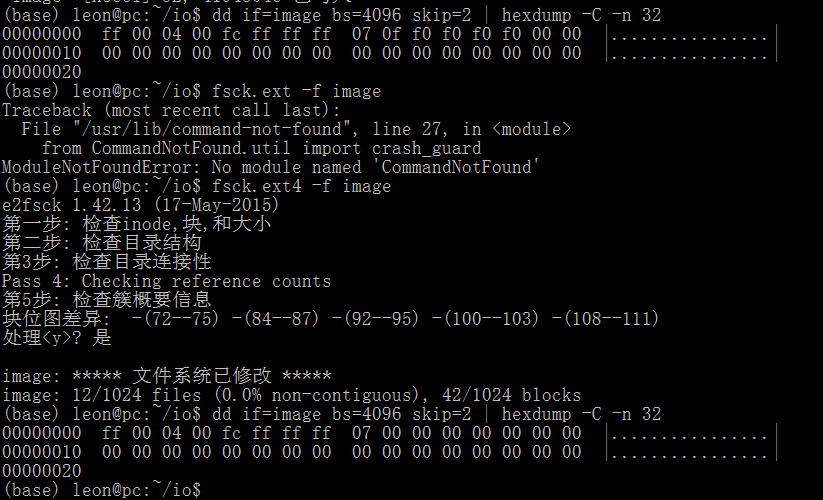 (base) leon@pc:~/io$ dd if=image bs=4096 skip=2 | hexdump -C -n 32
00000000  ff 00 04 00 fc ff ff ff  07 0f f0 f0 f0 f0 00 00  |................|
00000010  00 00 00 00 00 00 00 00  00 00 00 00 00 00 00 00  |................|
00000020
(base) leon@pc:~/io$ fsck.ext -f image
Traceback (most recent call last):
  File "/usr/lib/command-not-found", line 27, in <module>
    from CommandNotFound.util import crash_guard
ModuleNotFoundError: No module named 'CommandNotFound'
(base) leon@pc:~/io$ fsck.ext4 -f image
e2fsck 1.42.13 (17-May-2015)
第一步: 检查inode,块,和大小
第二步: 检查目录结构
第3步: 检查目录连接性
Pass 4: Checking reference counts
第5步: 检查簇概要信息
块位图差异:  -(72--75) -(84--87) -(92--95) -(100--103) -(108--111)
处理<y>? 是
image: ***** 文件系统已修改 *****
image: 12/1024 files (0.0% non-contiguous), 42/1024 blocks
(base) leon@pc:~/io$ dd if=image bs=4096 skip=2 | hexdump -C -n 32
00000000  ff 00 04 00 fc ff ff ff  07 00 00 00 00 00 00 00  |................|
00000010  00 00 00 00 00 00 00 00  00 00 00 00 00 00 00 00  |................|
00000020
(base) leon@pc:~/io$